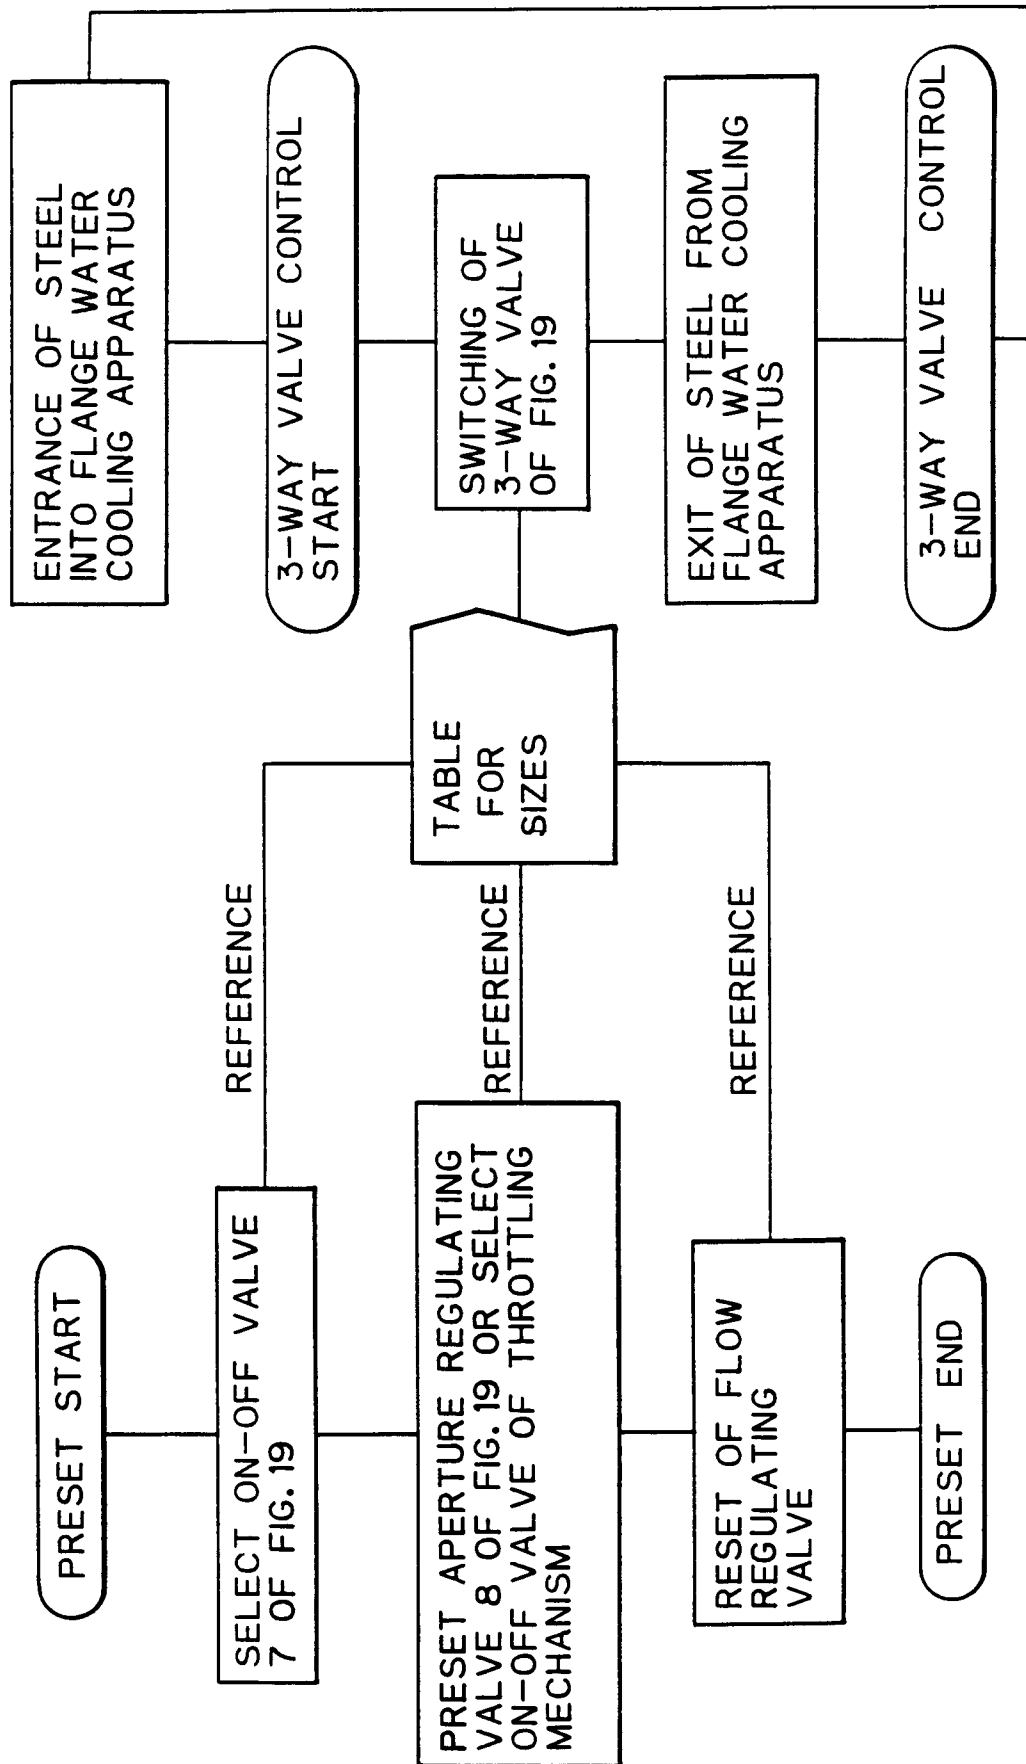 PRESET START
SELECT ON-OFF VALVE
7 OF FIG. 19
PRESET APERTURE REGULATING
VALVE 8 OF FIG. 19 OR SELECT
ON-OFF VALVE OF THROTTLING
MECHANISM
RESET OF FLOW
REGULATING
VALVE
PRESET END
REFERENCE
REFERENCE
REFERENCE
TABLE
FOR
SIZES
ENTRANCE OF STEEL
INTO FLANGE WATER
COOLING APPARATUS
3-WAY VALVE CONTROL
START
SWITCHING OF
3-WAY VALVE
OF FIG. 19
EXIT OF STEEL FROM
FLANGE WATER COOLING
APPARATUS
3-WAY VALVE CONTROL
END